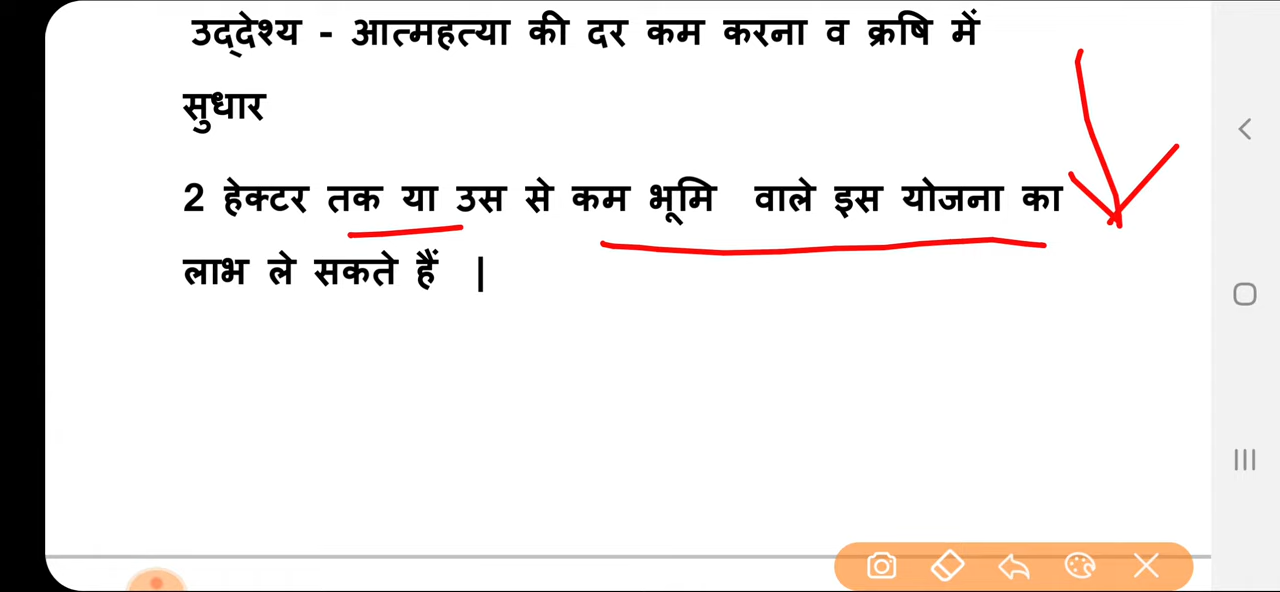 उद्देश्य - आत्महत्या की दर कम करना व क्रषि में
सुधार
2 हेक्टर तक या उस से कम भूमि वाले इस योजना का
लाभ ले सकते हैं |